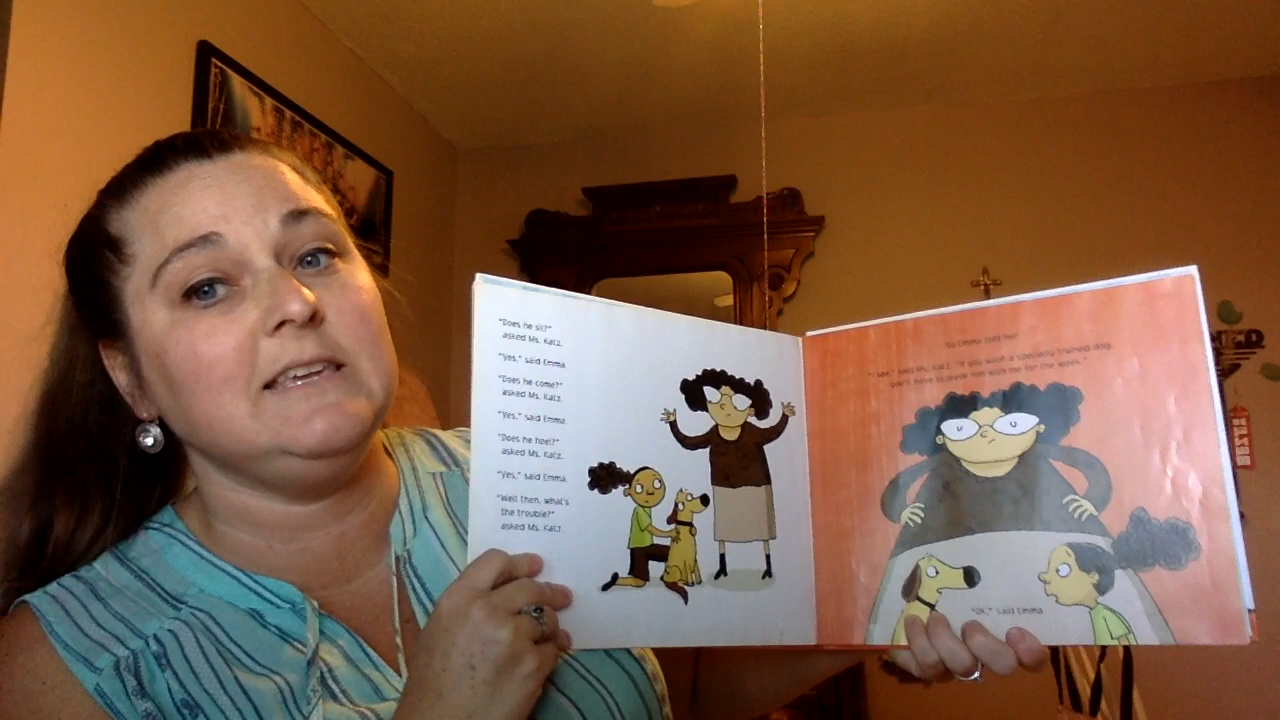 "Does he sit?"
asked Ms. Katz.
"Yes," said Emma.
"Does he come?"
asked Ms. Katz.
"Yes," said Emma.
"Does he heel?"
asked Ms. Katz.
"Yes," said Emma.
"Well then, what's
the trouble?"
asked Ms. Katz.
So Emma told her.
"I see," said Ms. Katz. "If you want a specially trained dog,
you'll have to leave him with me for the week."
"OK," said Emma.